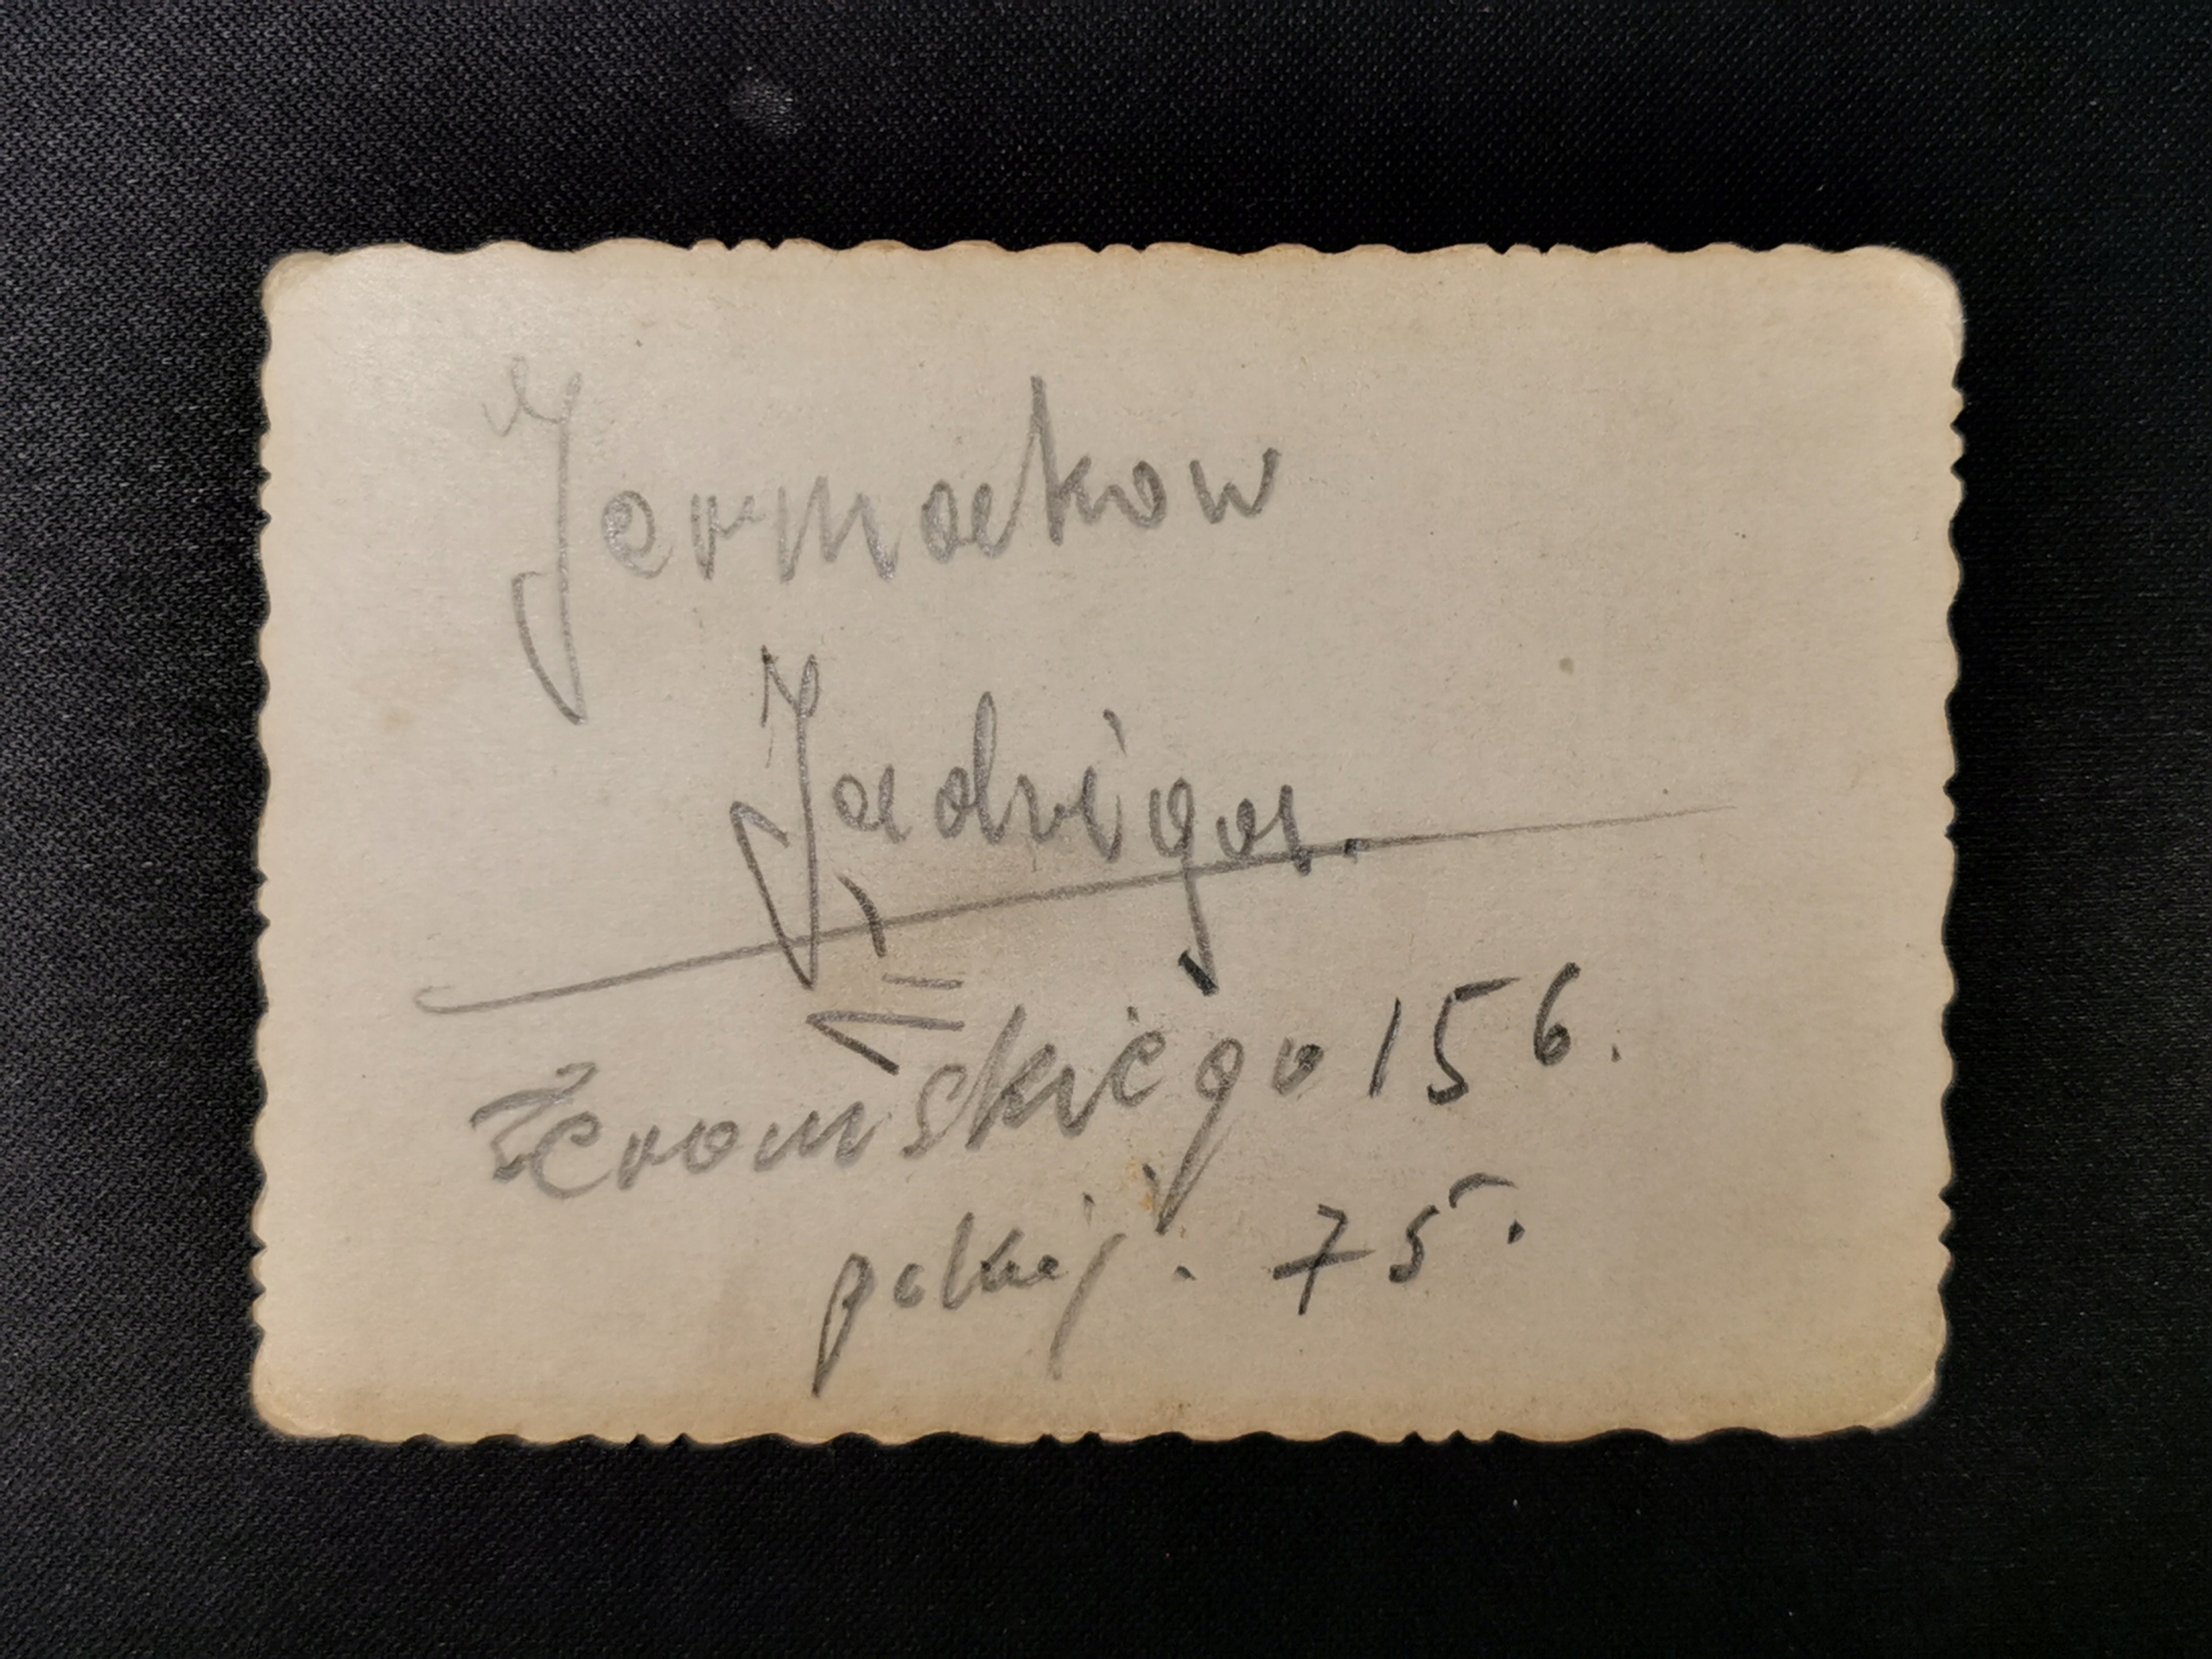 Jermakow
Jadwiga.
Żeromskiego 156.
pokój. 75.